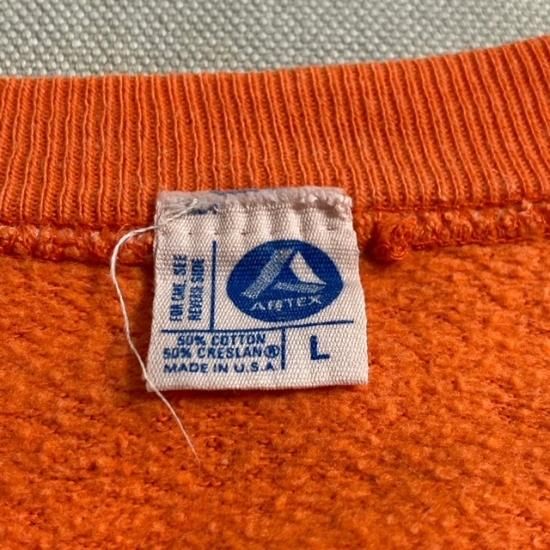 FOR CARE, SEE
REVERSE SIDE
ARTEX
50% COTTON
50% CRESLAN®
MADE IN U.S.A.
L